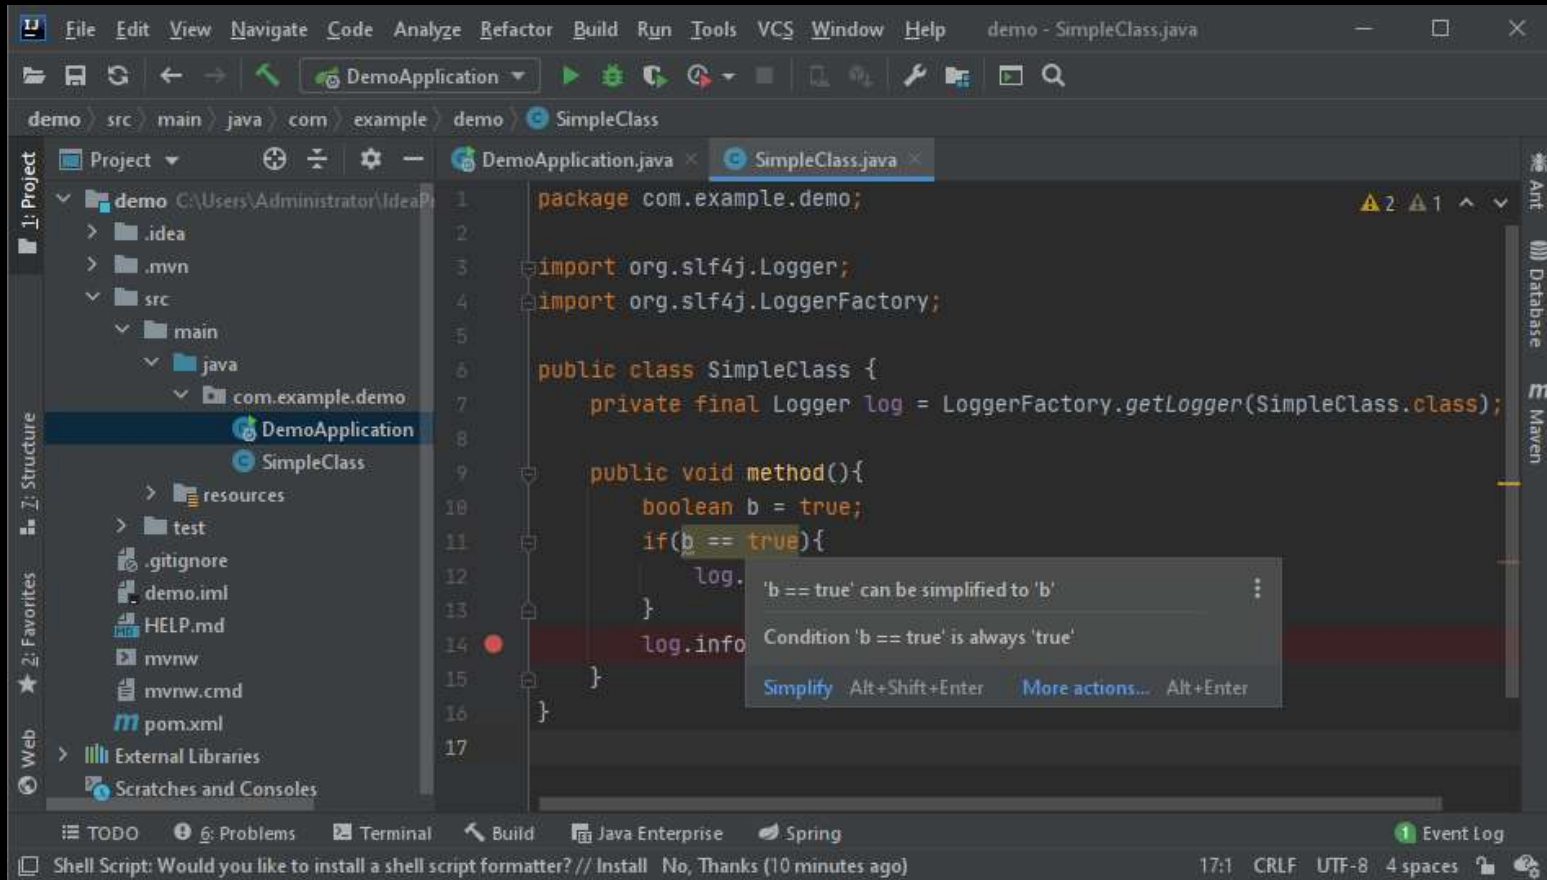 IJ File Edit View Navigate Code Analyze Refactor Build Run Tools VCS Window Help demo - SimpleClass.java
DemoApplication
demo src main java com example demo SimpleClass
1: Project
Project
DemoApplication.java
SimpleClass.java
demo C:\Users\Administrator\IdeaP
.idea
.mvn
src
main
java
com.example.demo
DemoApplication
SimpleClass
resources
test
.gitignore
demo.iml
HELP.md
mvnw
mvnw.cmd
pom.xml
External Libraries
Scratches and Consoles
7: Structure
2: Favorites
Web
1 package com.example.demo;
2
3 import org.slf4j.Logger;
4 import org.slf4j.LoggerFactory;
5
6 public class SimpleClass {
7 private final Logger log = LoggerFactory.getLogger(SimpleClass.class);
8
9 public void method(){
10 boolean b = true;
11 if(b == true){
12 log.
13 }
14 log.info
15 }
16 }
17
2 1
'b == true' can be simplified to 'b'
Condition 'b == true' is always 'true'
Simplify Alt+Shift+Enter More actions... Alt+Enter
Ant
Database
m Maven
TODO 6: Problems Terminal Build Java Enterprise Spring 1 Event Log
Shell Script: Would you like to install a shell script formatter? // Install No, Thanks (10 minutes ago) 17:1 CRLF UTF-8 4 spaces